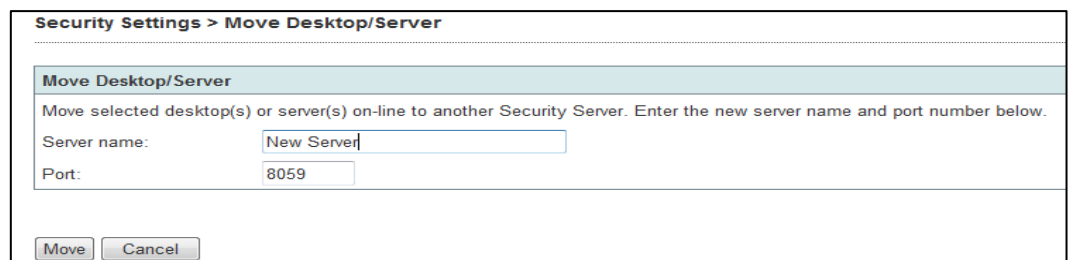 Security Settings > Move Desktop/Server
Move Desktop/Server
Move selected desktop(s) or server(s) on-line to another Security Server. Enter the new server name and port number below.
Server name: New Server
Port: 8059
Move Cancel